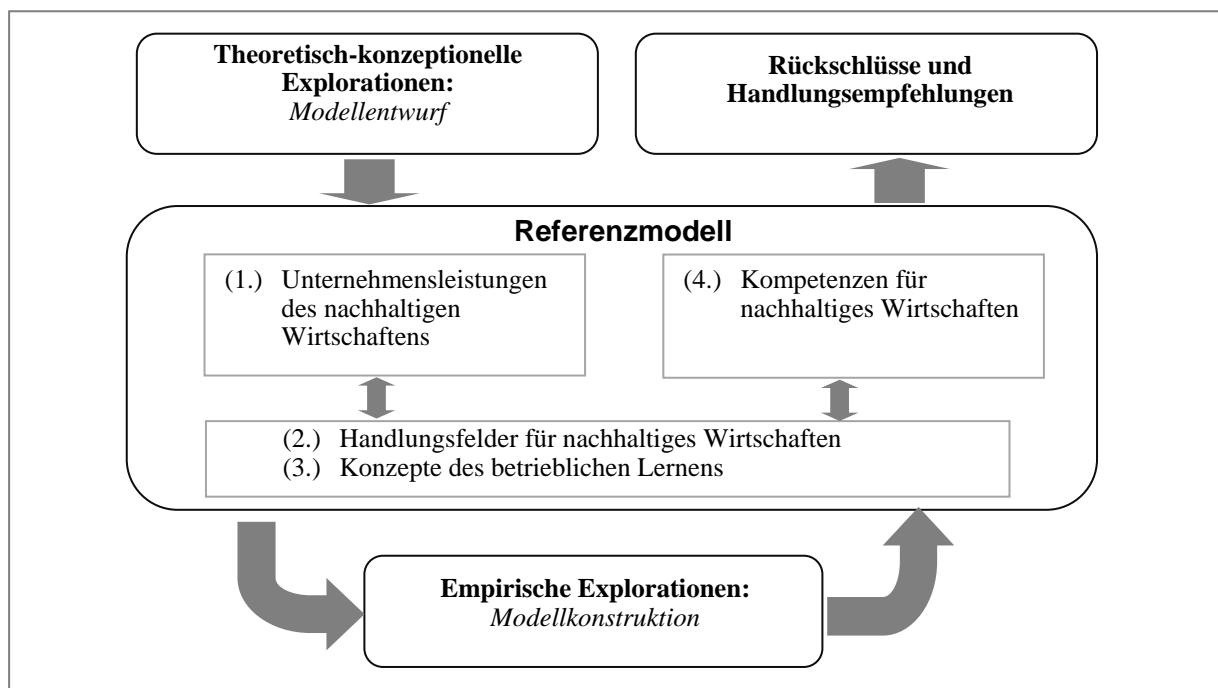 Theoretisch-konzeptionelle
Explorationen:
Modellentwurf
Rückschlüsse und
Handlungsempfehlungen
Referenzmodell
(1.) Unternehmensleistungen
des nachhaltigen
Wirtschaftens
(4.) Kompetenzen für
nachhaltiges Wirtschaften
(2.) Handlungsfelder für nachhaltiges Wirtschaften
(3.) Konzepte des betrieblichen Lernens
Empirische Explorationen:
Modellkonstruktion